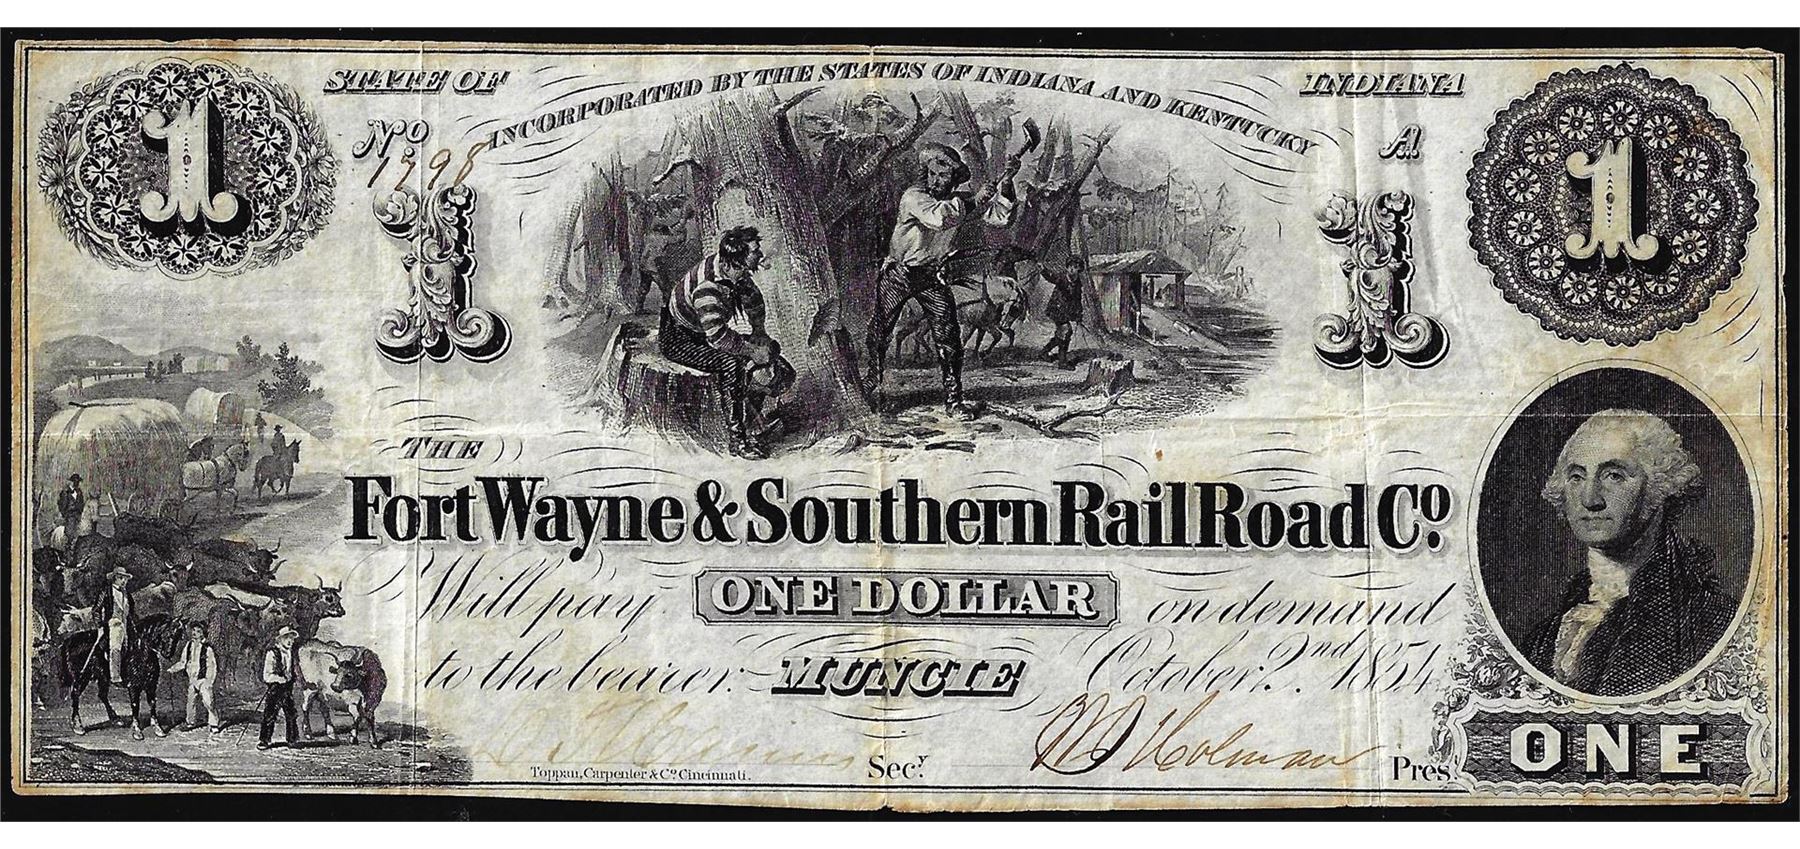 1
STATE OF
INDIANA
1
INCORPORATED BY THE STATES OF INDIANA AND KENTUCKY
No.
A
1
1
THE
Fort Wayne & Southern Rail Road Co.
Will pay ONE DOLLAR on demand
to the bearer. MUNCIE October 2nd 1854
Secy. W J Holman Pres.
Toppan, Carpenter & Co. Cincinnati.
ONE